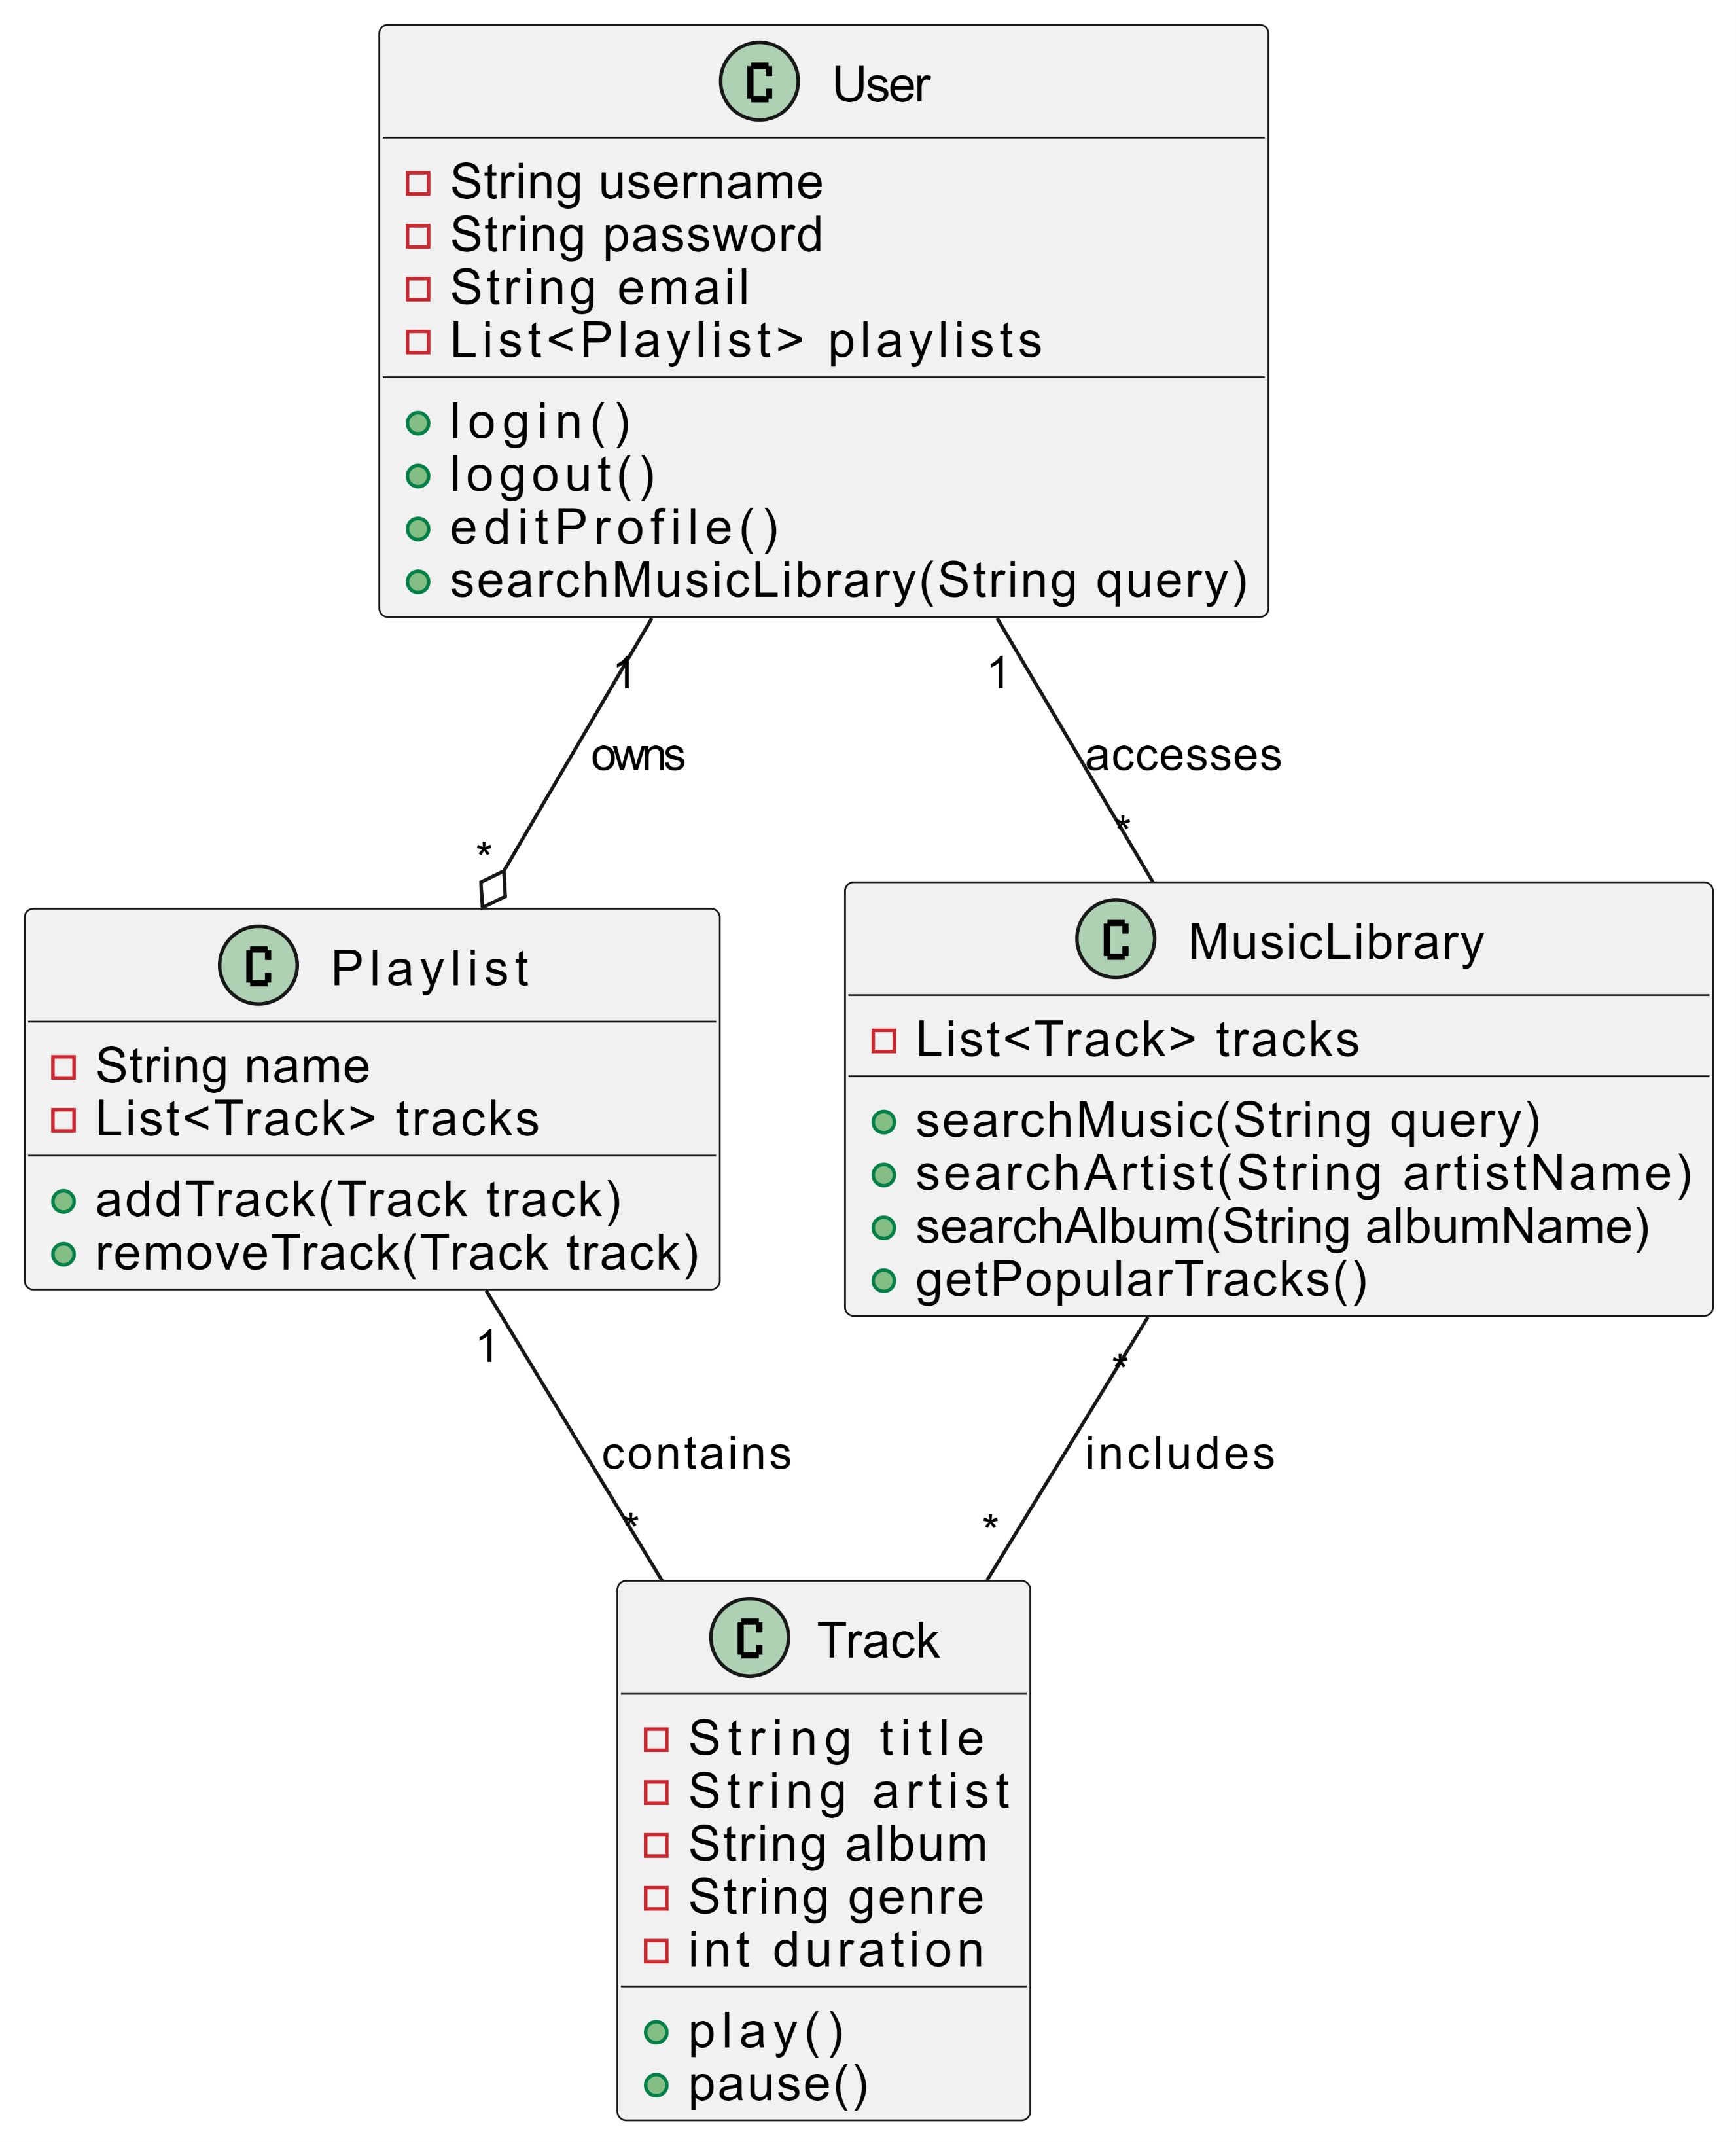 C User
String username
String password
String email
List<Playlist> playlists
login()
logout()
editProfile()
searchMusicLibrary(String query)
1
1
owns
accesses
*
*
C Playlist
String name
List<Track> tracks
addTrack(Track track)
removeTrack(Track track)
C MusicLibrary
List<Track> tracks
searchMusic(String query)
searchArtist(String artistName)
searchAlbum(String albumName)
getPopularTracks()
1
*
contains
includes
*
*
C Track
String title
String artist
String album
String genre
int duration
play()
pause()